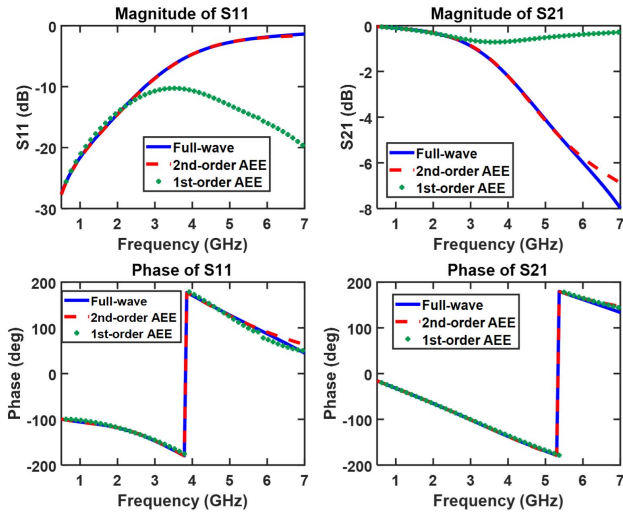 Magnitude of S11
S11 (dB)
0
-10
-20
-30
Full-wave
2nd-order AEE
1st-order AEE
1 2 3 4 5 6 7
Frequency (GHz)
Magnitude of S21
S21 (dB)
0
-2
-4
-6
-8
Full-wave
2nd-order AEE
1st-order AEE
1 2 3 4 5 6 7
Frequency (GHz)
Phase of S11
Phase (deg)
200
100
0
-100
-200
Full-wave
2nd-order AEE
1st-order AEE
1 2 3 4 5 6 7
Frequency (GHz)
Phase of S21
Phase (deg)
200
100
0
-100
-200
Full-wave
2nd-order AEE
1st-order AEE
1 2 3 4 5 6 7
Frequency (GHz)